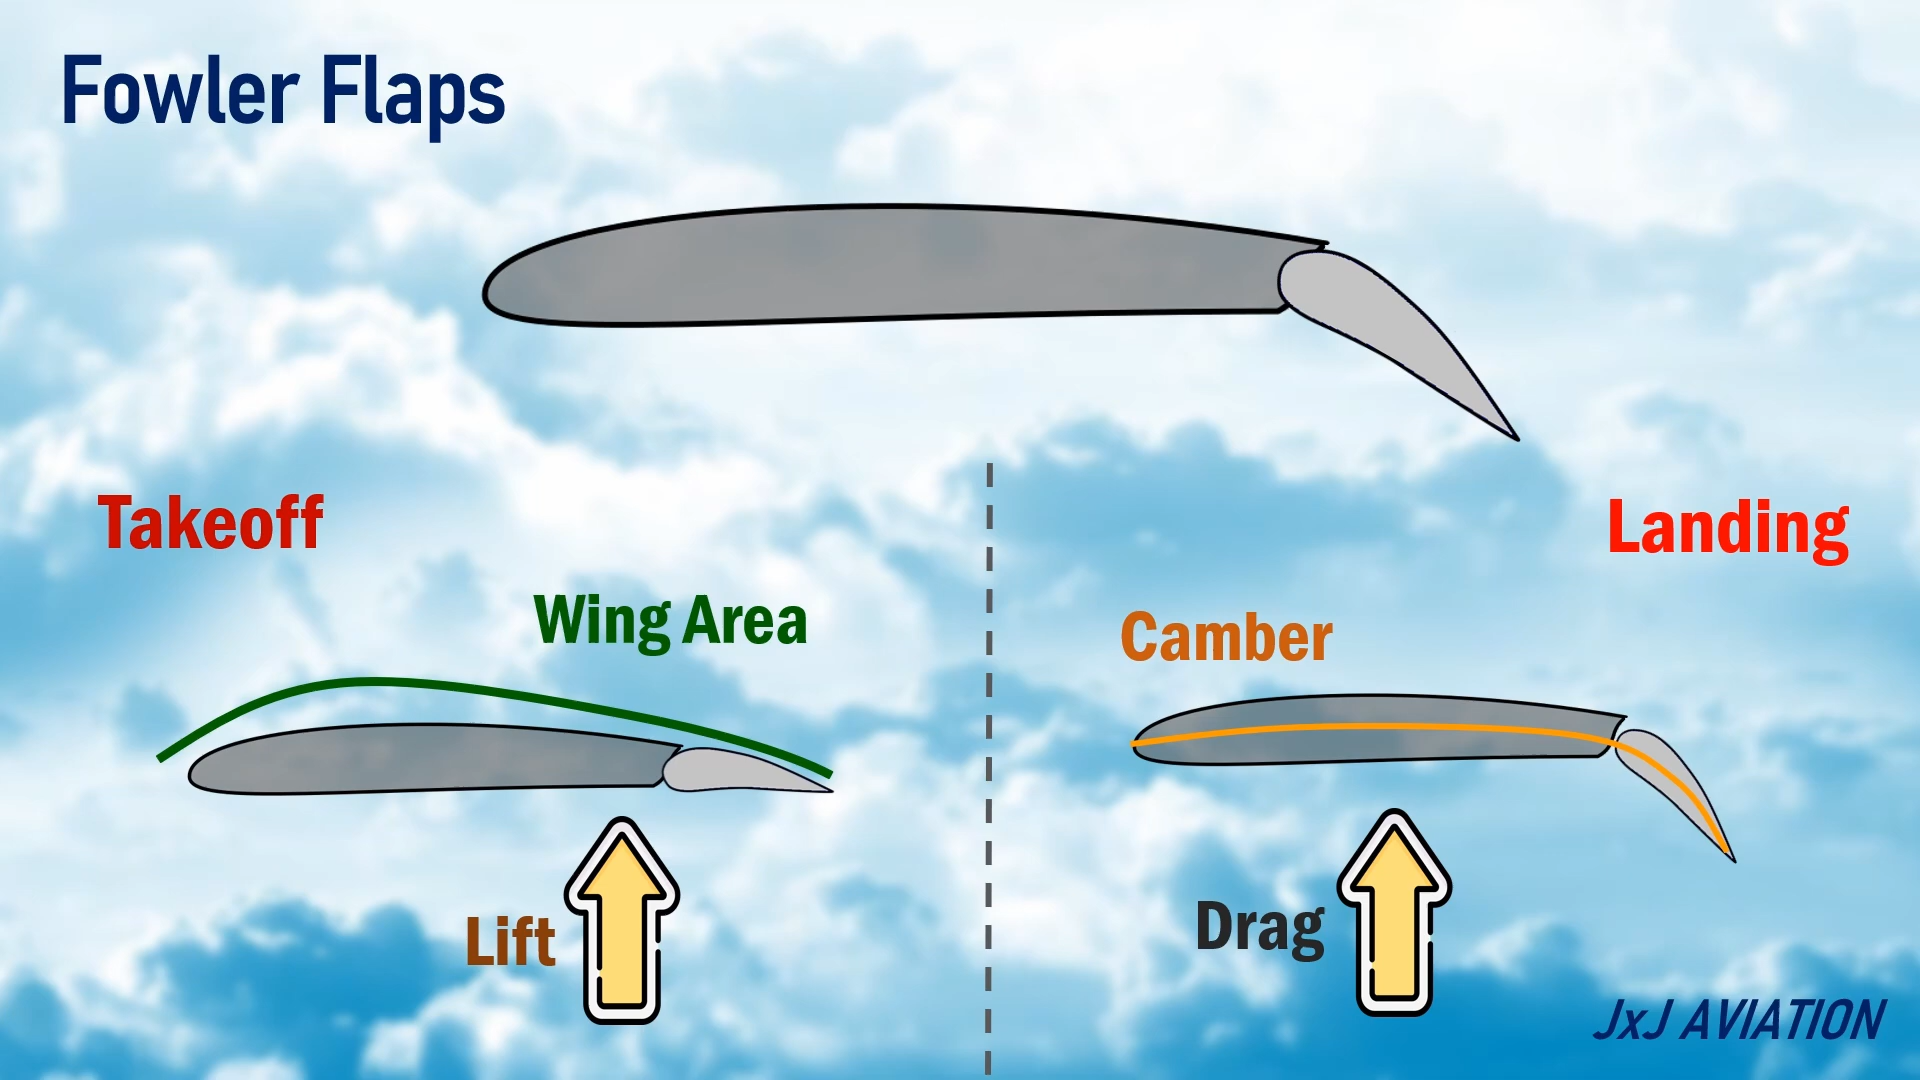 Fowler Flaps
Takeoff
Landing
Wing Area
Camber
Lift
Drag
JxJ AVIATION